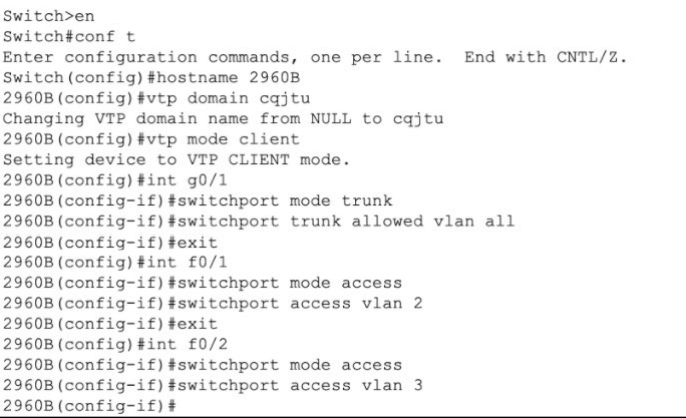 Switch>en
Switch#conf t
Enter configuration commands, one per line.  End with CNTL/Z.
Switch(config)#hostname 2960B
2960B(config)#vtp domain cqjtu
Changing VTP domain name from NULL to cqjtu
2960B(config)#vtp mode client
Setting device to VTP CLIENT mode.
2960B(config)#int g0/1
2960B(config-if)#switchport mode trunk
2960B(config-if)#switchport trunk allowed vlan all
2960B(config-if)#exit
2960B(config)#int f0/1
2960B(config-if)#switchport mode access
2960B(config-if)#switchport access vlan 2
2960B(config-if)#exit
2960B(config)#int f0/2
2960B(config-if)#switchport mode access
2960B(config-if)#switchport access vlan 3
2960B(config-if)#